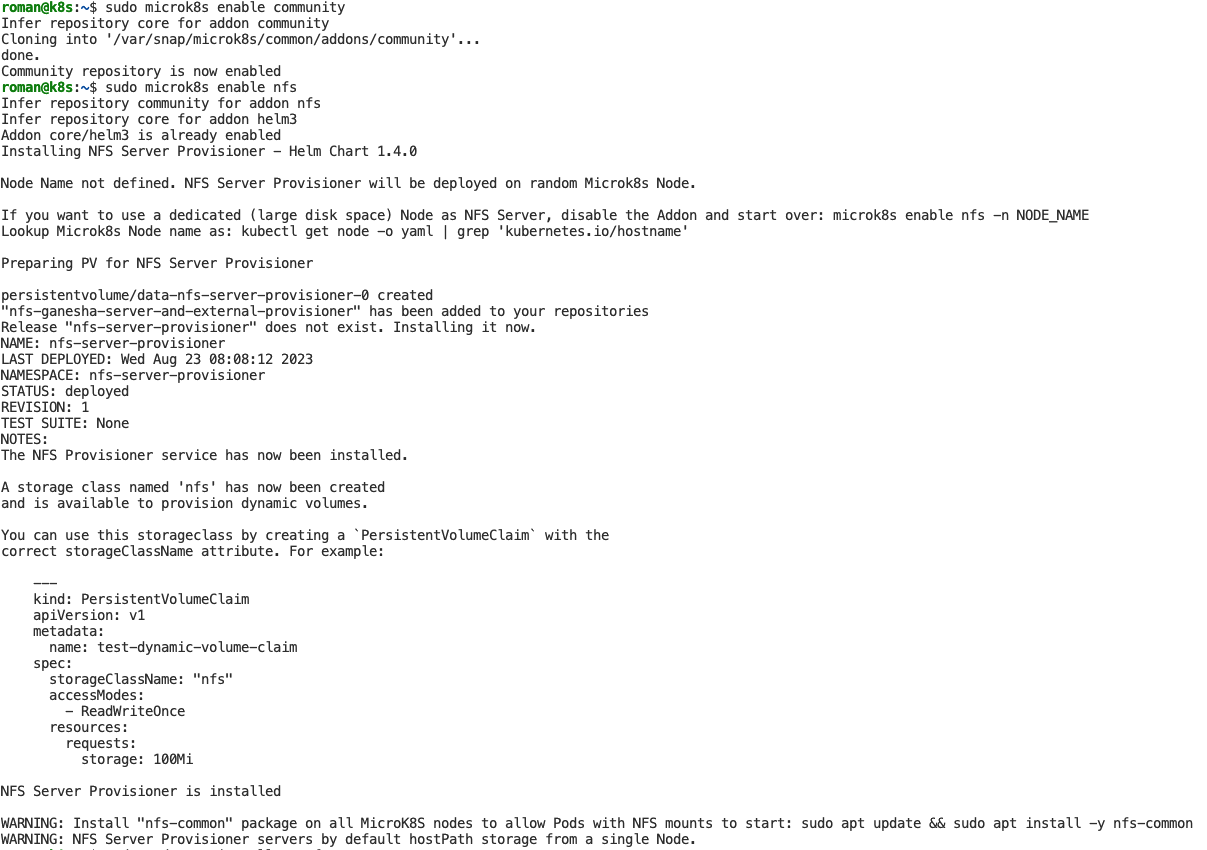 roman@k8s:~$ sudo microk8s enable community
Infer repository core for addon community
Cloning into '/var/snap/microk8s/common/addons/community'...
done.
Community repository is now enabled
roman@k8s:~$ sudo microk8s enable nfs
Infer repository community for addon nfs
Infer repository core for addon helm3
Addon core/helm3 is already enabled
Installing NFS Server Provisioner - Helm Chart 1.4.0

Node Name not defined. NFS Server Provisioner will be deployed on random Microk8s Node.

If you want to use a dedicated (large disk space) Node as NFS Server, disable the Addon and start over: microk8s enable nfs -n NODE_NAME
Lookup Microk8s Node name as: kubectl get node -o yaml | grep 'kubernetes.io/hostname'

Preparing PV for NFS Server Provisioner

persistentvolume/data-nfs-server-provisioner-0 created
"nfs-ganesha-server-and-external-provisioner" has been added to your repositories
Release "nfs-server-provisioner" does not exist. Installing it now.
NAME: nfs-server-provisioner
LAST DEPLOYED: Wed Aug 23 08:08:12 2023
NAMESPACE: nfs-server-provisioner
STATUS: deployed
REVISION: 1
TEST SUITE: None
NOTES:
The NFS Provisioner service has now been installed.

A storage class named 'nfs' has now been created
and is available to provision dynamic volumes.

You can use this storageclass by creating a `PersistentVolumeClaim` with the
correct storageClassName attribute. For example:

    ---
    kind: PersistentVolumeClaim
    apiVersion: v1
    metadata:
      name: test-dynamic-volume-claim
    spec:
      storageClassName: "nfs"
      accessModes:
        - ReadWriteOnce
      resources:
        requests:
          storage: 100Mi

NFS Server Provisioner is installed

WARNING: Install "nfs-common" package on all MicroK8S nodes to allow Pods with NFS mounts to start: sudo apt update && sudo apt install -y nfs-common
WARNING: NFS Server Provisioner servers by default hostPath storage from a single Node.